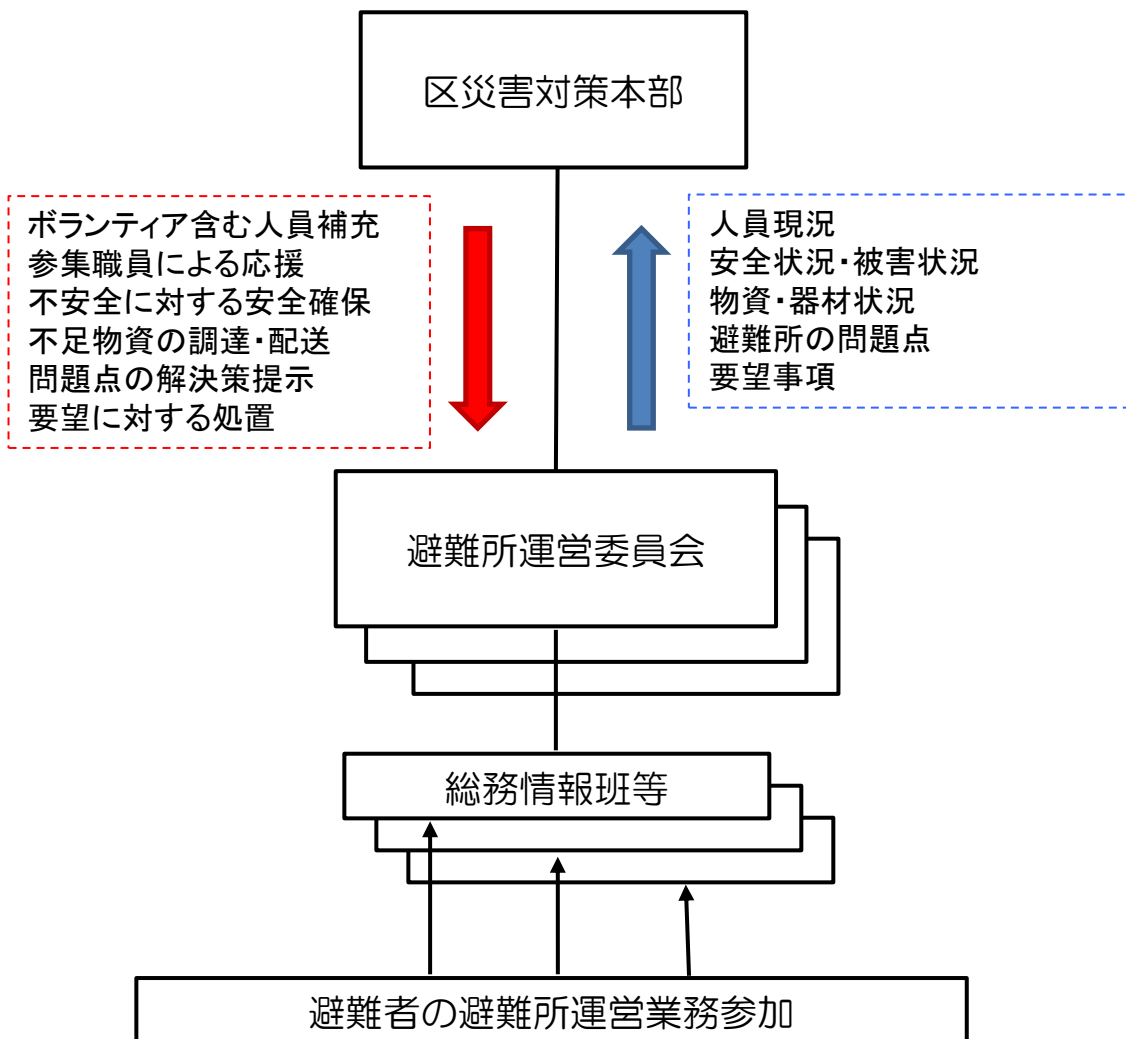 区災害対策本部
ボランティア含む人員補充
参集職員による応援
不安全に対する安全確保
不足物資の調達・配送
問題点の解決策提示
要望に対する処置
人員現況
安全状況・被害状況
物資・器材状況
避難所の問題点
要望事項
避難所運営委員会
総務情報班等
避難者の避難所運営業務参加